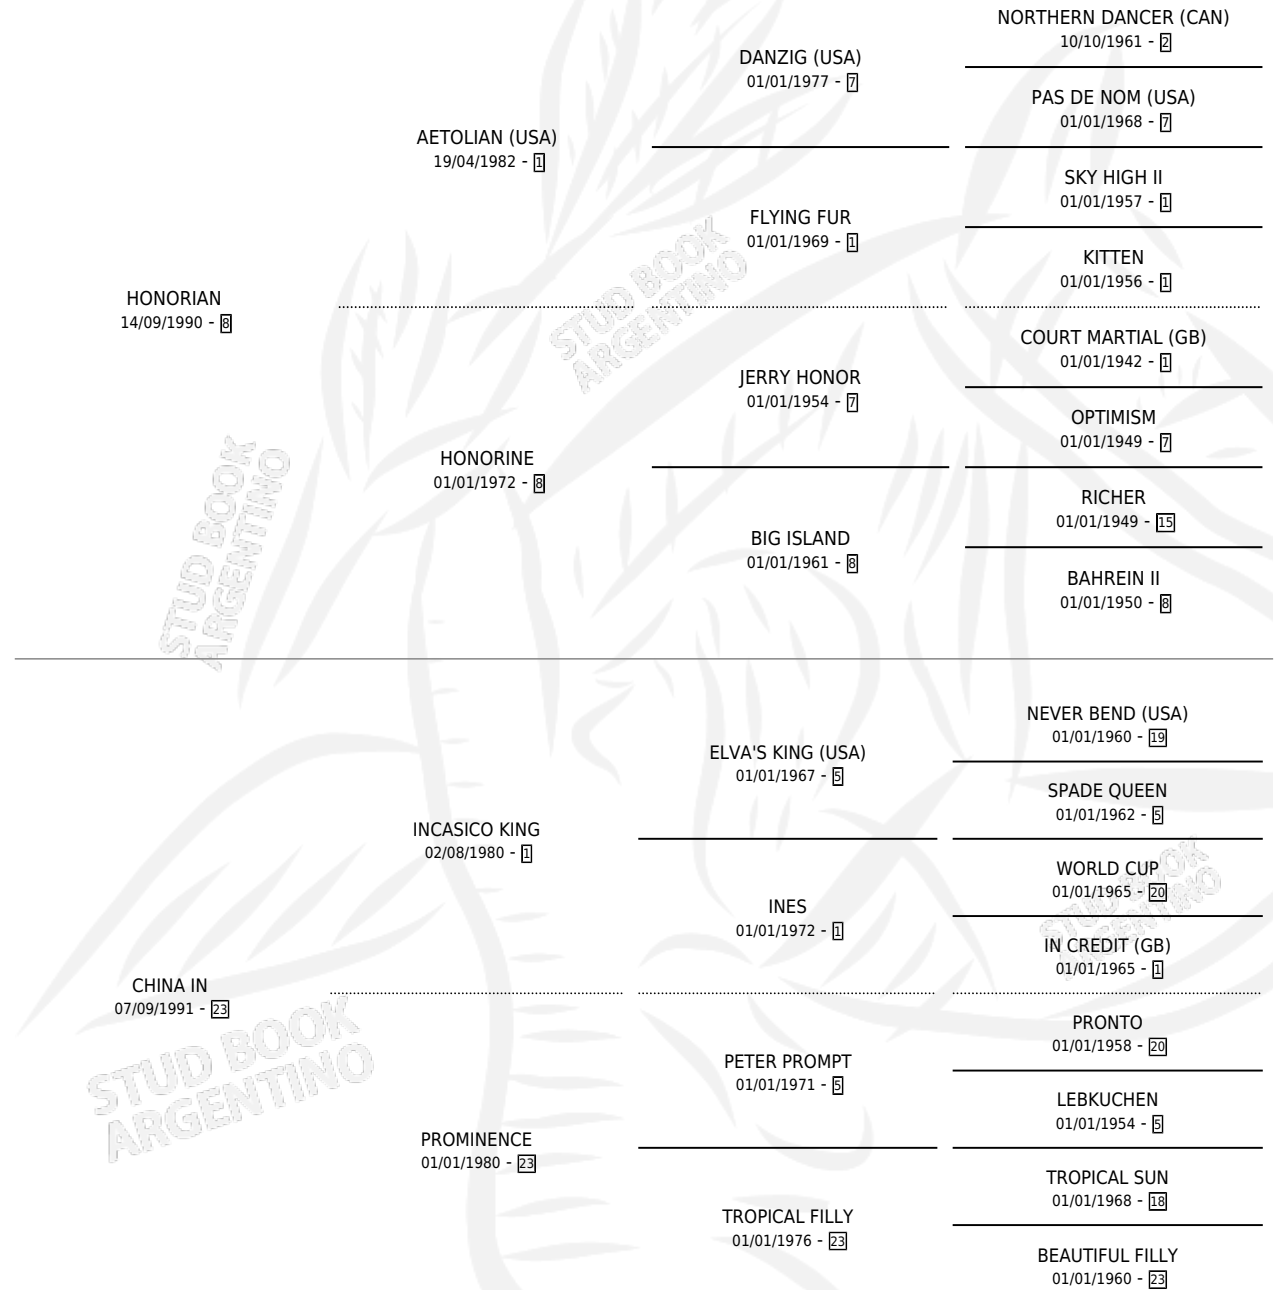 NORTHERN DANCER (CAN)
10/10/1961 - 2
DANZIG (USA)
01/01/1977 - 7
PAS DE NOM (USA)
01/01/1968 - 7
AETOLIAN (USA)
19/04/1982 - 1
SKY HIGH II
01/01/1957 - 1
FLYING FUR
01/01/1969 - 1
KITTEN
01/01/1956 - 1
HONORIAN
14/09/1990 - 8
COURT MARTIAL (GB)
01/01/1942 - 1
JERRY HONOR
01/01/1954 - 7
OPTIMISM
01/01/1949 - 7
HONORINE
01/01/1972 - 8
RICHER
01/01/1949 - 15
BIG ISLAND
01/01/1961 - 8
BAHREIN II
01/01/1950 - 8
STUD BOOK
ARGENTINO
STUD BOOK
ARGENTINO
NEVER BEND (USA)
01/01/1960 - 19
ELVA'S KING (USA)
01/01/1967 - 5
SPADE QUEEN
01/01/1962 - 5
INCASICO KING
02/08/1980 - 1
WORLD CUP
01/01/1965 - 20
INES
01/01/1972 - 1
IN CREDIT (GB)
01/01/1965 - 1
CHINA IN
07/09/1991 - 23
PRONTO
01/01/1958 - 20
PETER PROMPT
01/01/1971 - 5
LEBKUCHEN
01/01/1954 - 5
PROMINENCE
01/01/1980 - 23
TROPICAL SUN
01/01/1968 - 18
TROPICAL FILLY
01/01/1976 - 23
BEAUTIFUL FILLY
01/01/1960 - 23
STUD BOOK
ARGENTINO
STUD BOOK
ARGENTINO